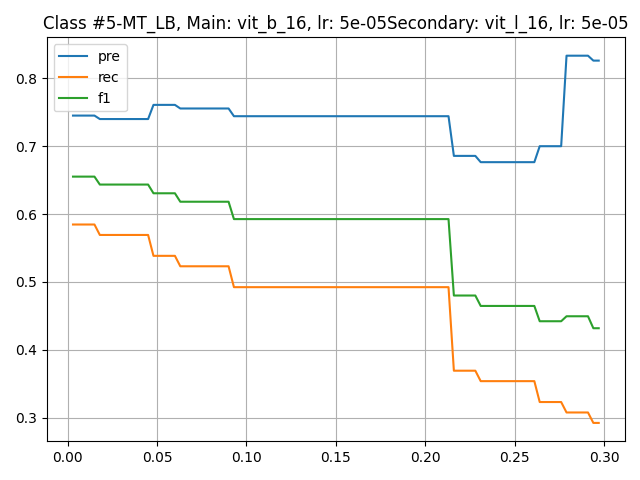 Class #5-MT_LB, Main: vit_b_16, lr: 5e-05Secondary: vit_l_16, lr: 5e-05
pre
rec
f1
0.8
0.7
0.6
0.5
0.4
0.3
0.00 0.05 0.10 0.15 0.20 0.25 0.30